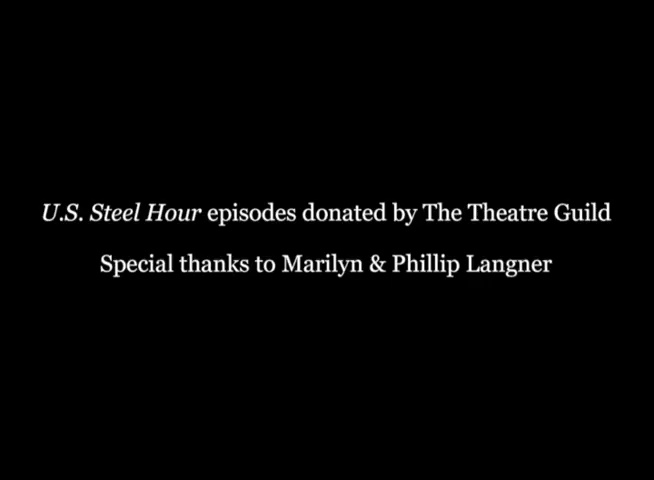 U.S. Steel Hour episodes donated by The Theatre Guild
Special thanks to Marilyn & Phillip Langner